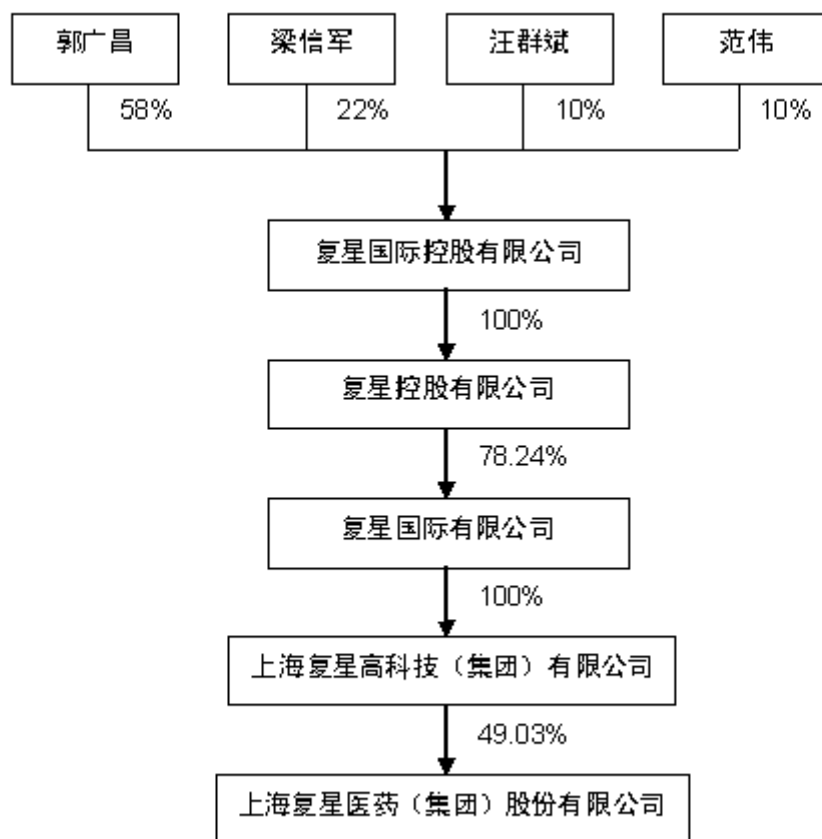 郭广昌 梁信军 汪群斌 范伟
58% 22% 10% 10%
复星国际控股有限公司
100%
复星控股有限公司
78.24%
复星国际有限公司
100%
上海复星高科技（集团）有限公司
49.03%
上海复星医药（集团）股份有限公司